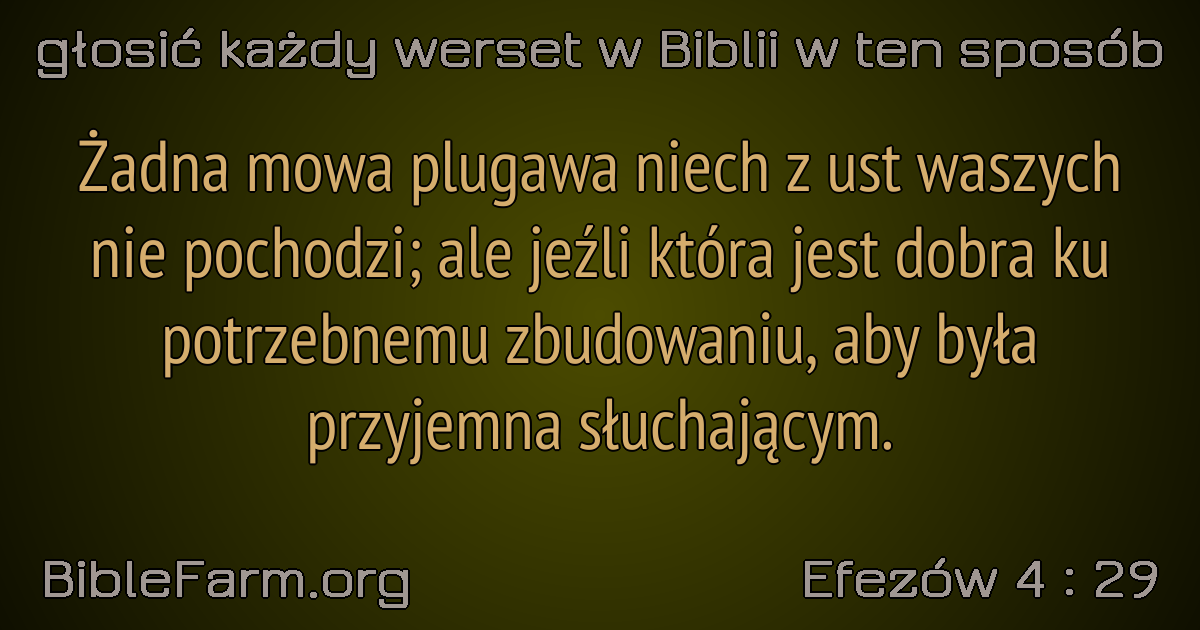 głosić każdy werset w Biblii w ten sposób
Żadna mowa plugawa niech z ust waszych
nie pochodzi; ale jeźli która jest dobra ku
potrzebnemu zbudowaniu, aby była
przyjemna słuchającym.
BibleFarm.org
Efezów 4 : 29